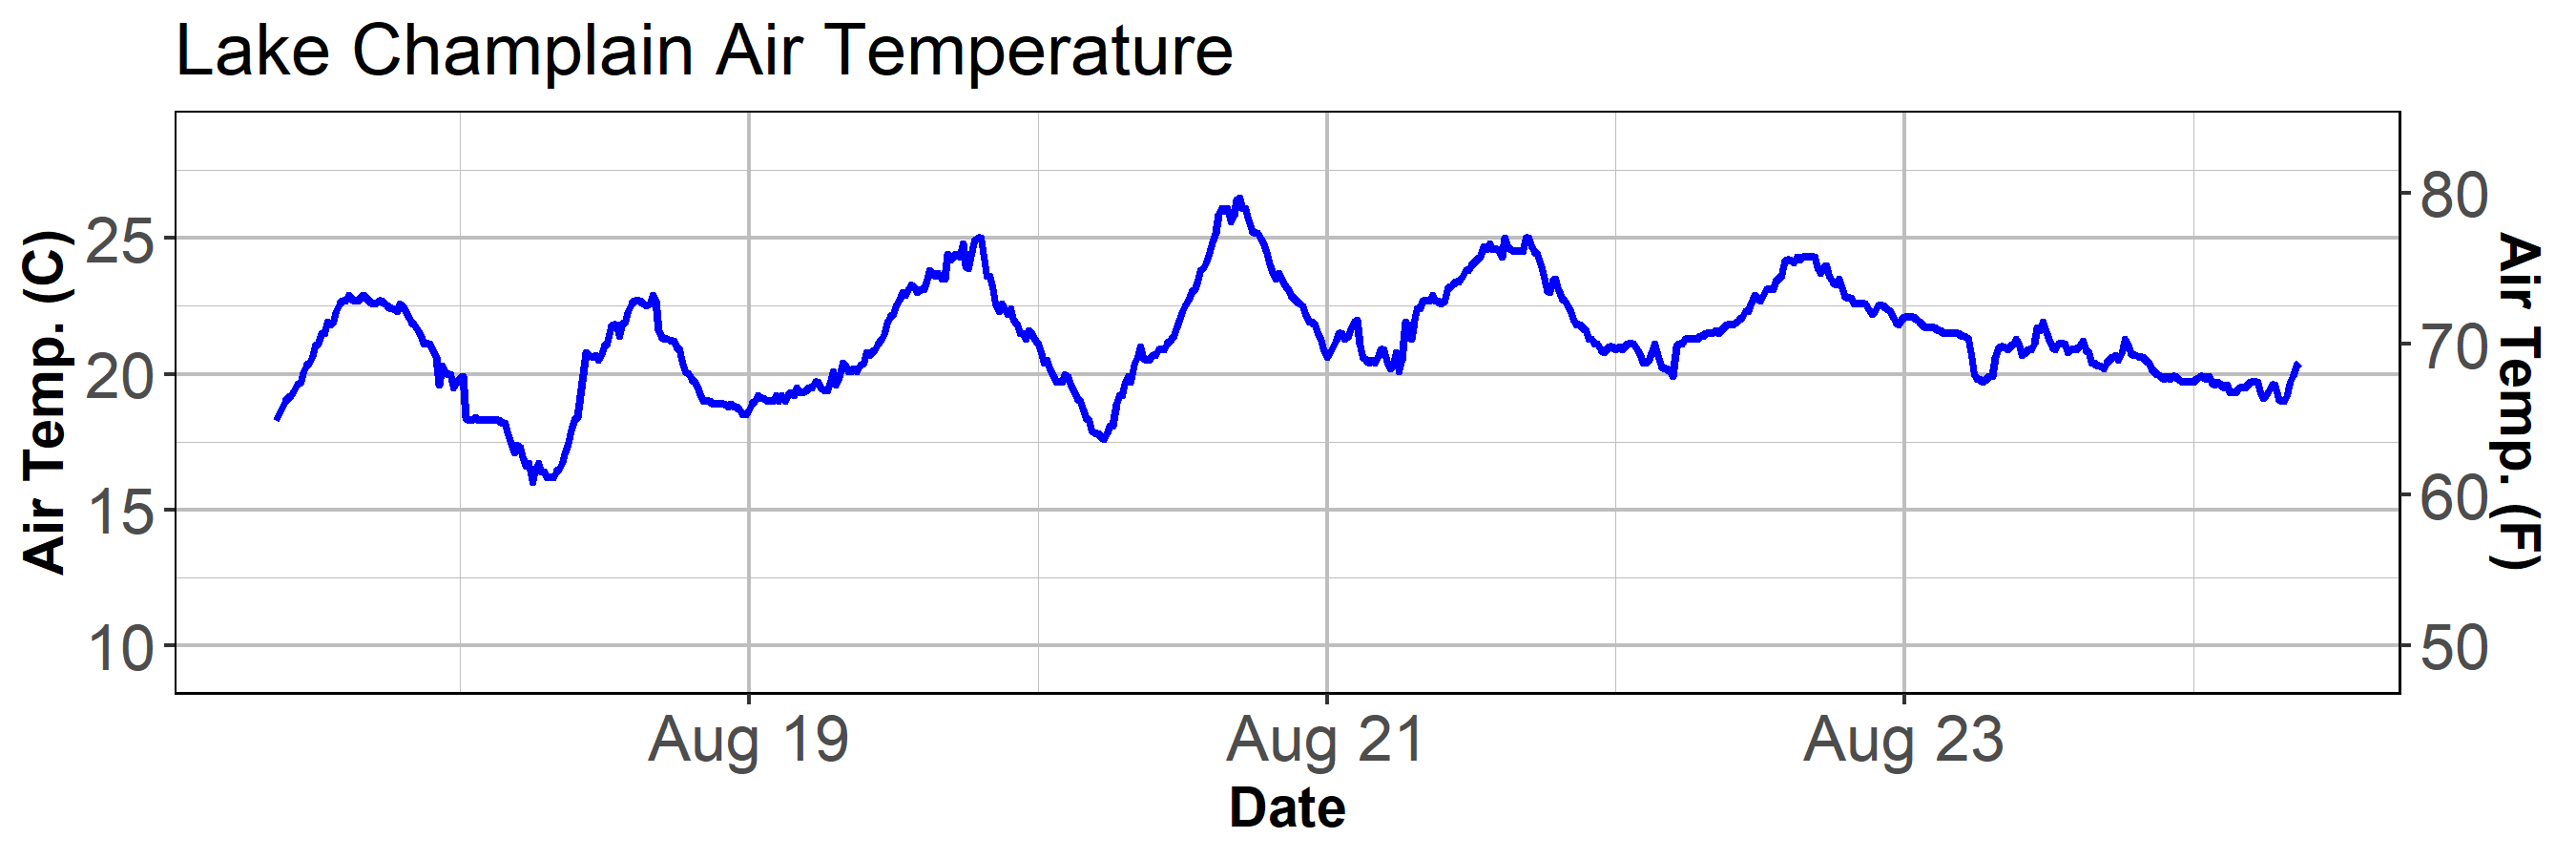 Lake Champlain Air Temperature
Air Temp. (C)
25
20
15
10
80
70
60
50
Air Temp. (F)
Aug 19
Aug 21
Aug 23
Date